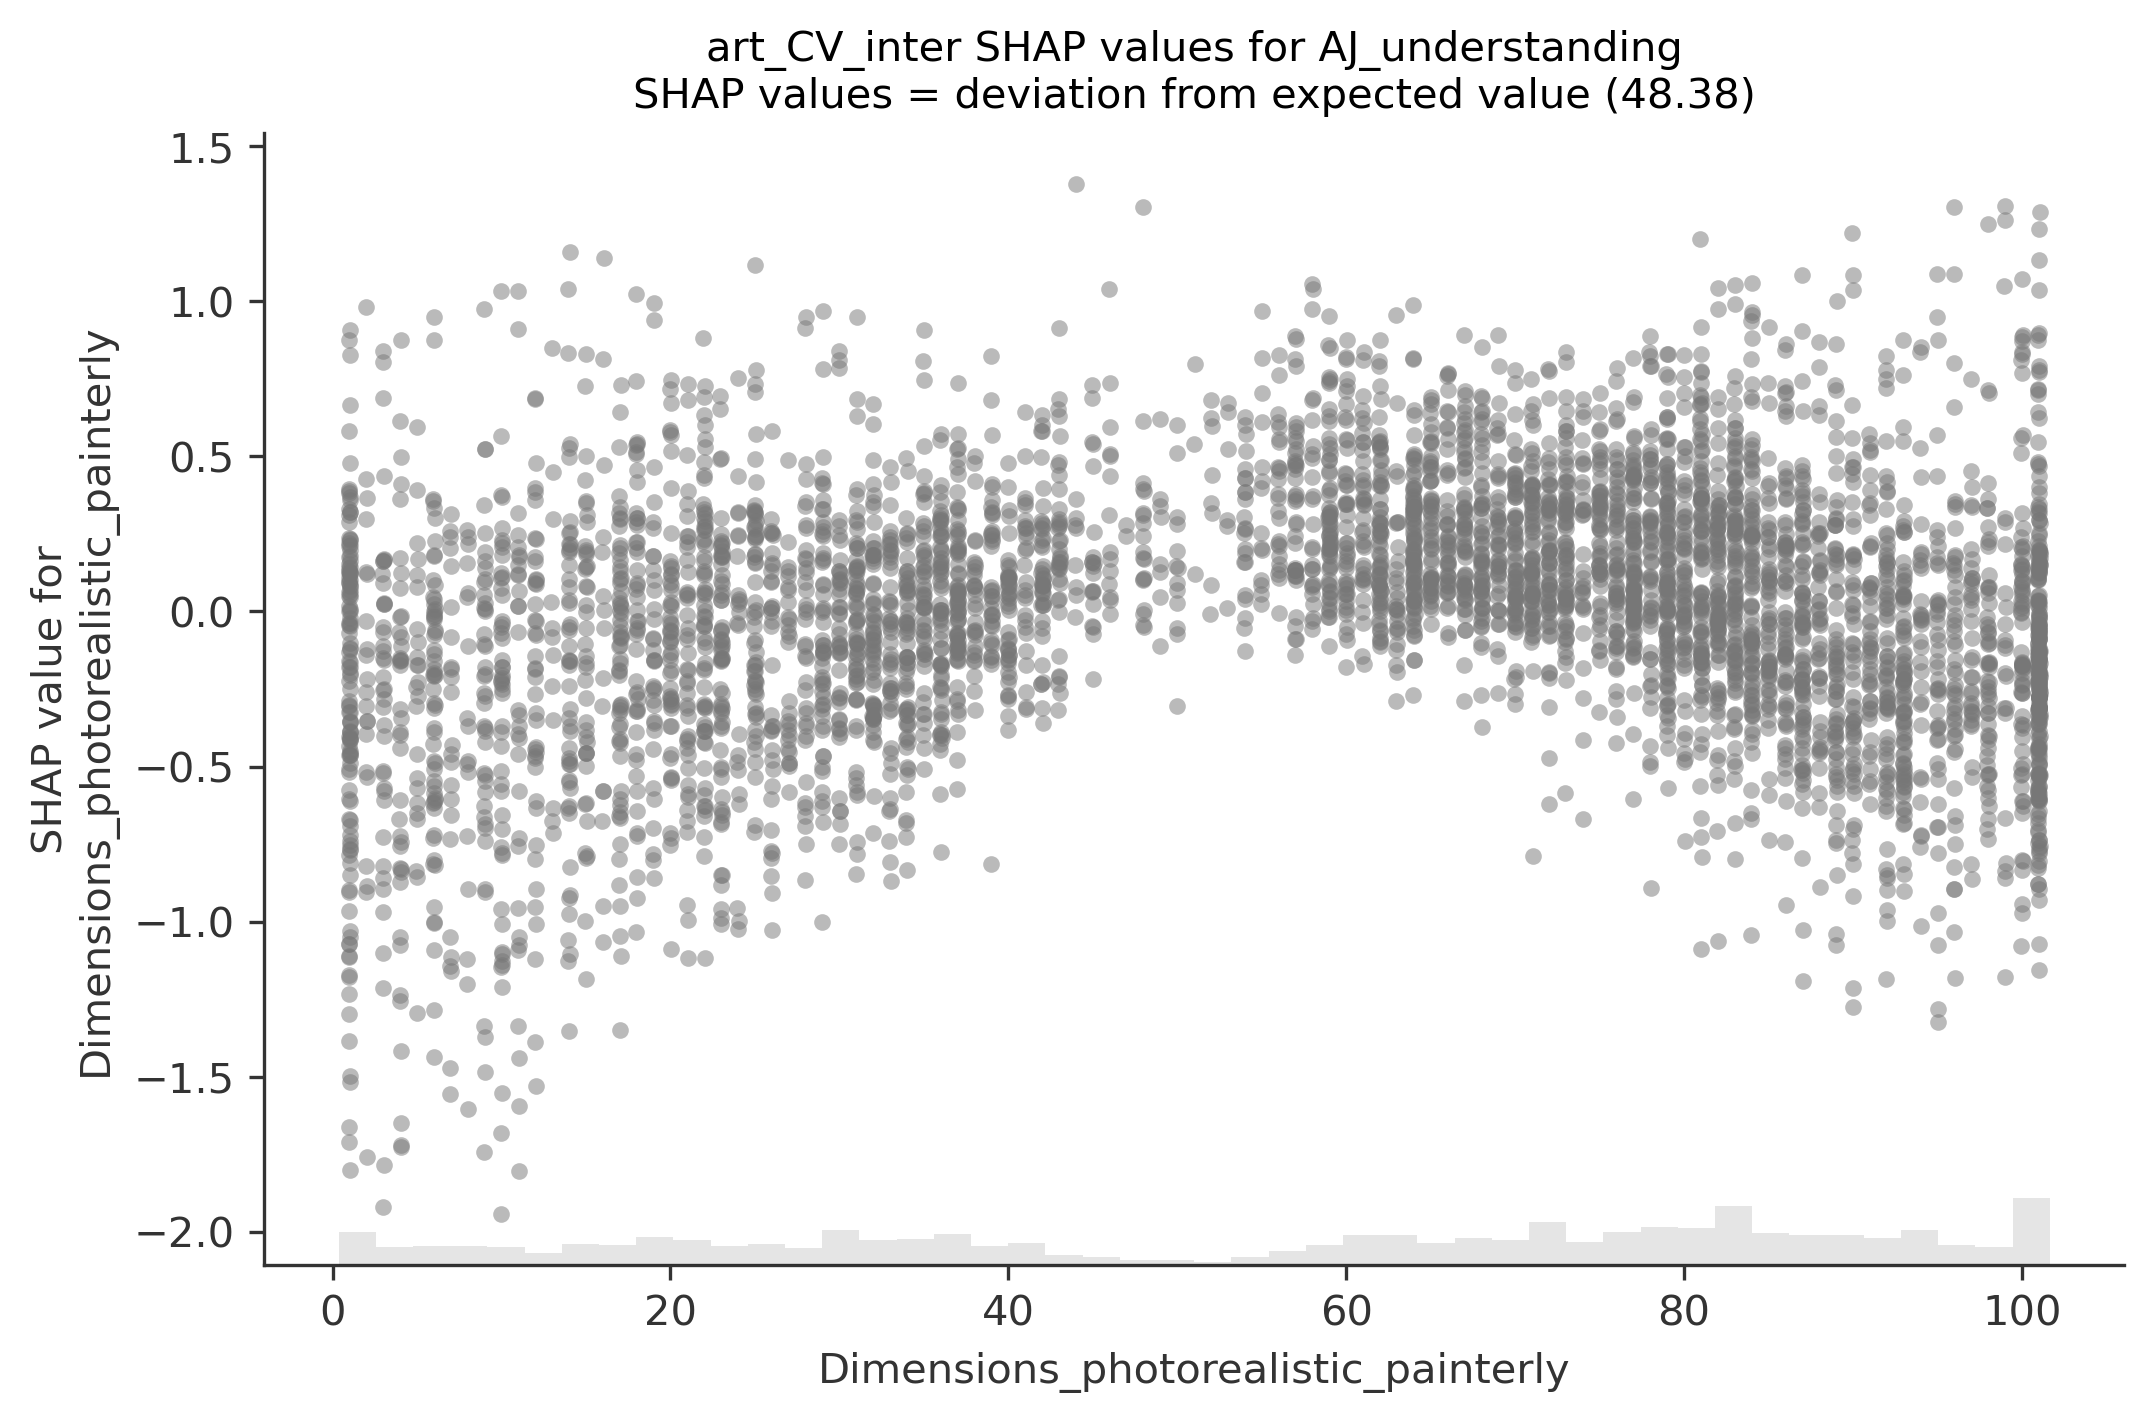 art_CV_inter SHAP values for AJ_understanding
SHAP values = deviation from expected value (48.38)
SHAP value for
Dimensions_photorealistic_painterly
1.5
1.0
0.5
0.0
−0.5
−1.0
−1.5
−2.0
0
20
40
60
80
100
Dimensions_photorealistic_painterly